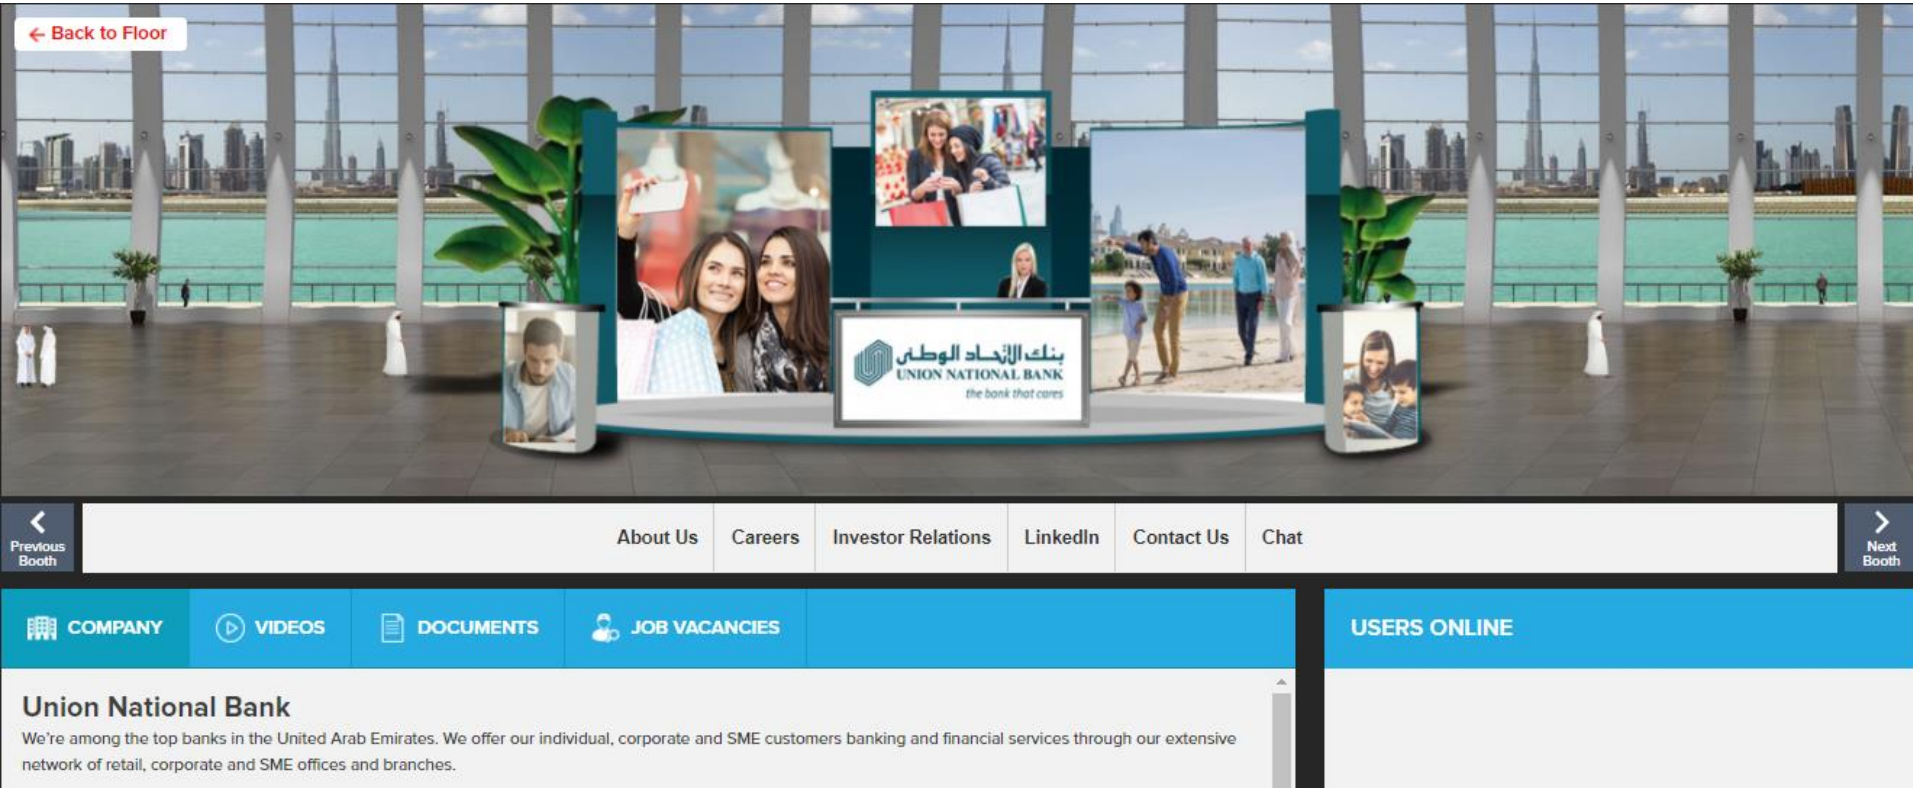 ← Back to Floor
بنك الاتحاد الوطني
UNION NATIONAL BANK
the bank that cares
Previous
Booth
About Us
Careers
Investor Relations
LinkedIn
Contact Us
Chat
Next
Booth
COMPANY
VIDEOS
DOCUMENTS
JOB VACANCIES
USERS ONLINE
Union National Bank
We're among the top banks in the United Arab Emirates. We offer our individual, corporate and SME customers banking and financial services through our extensive
network of retail, corporate and SME offices and branches.